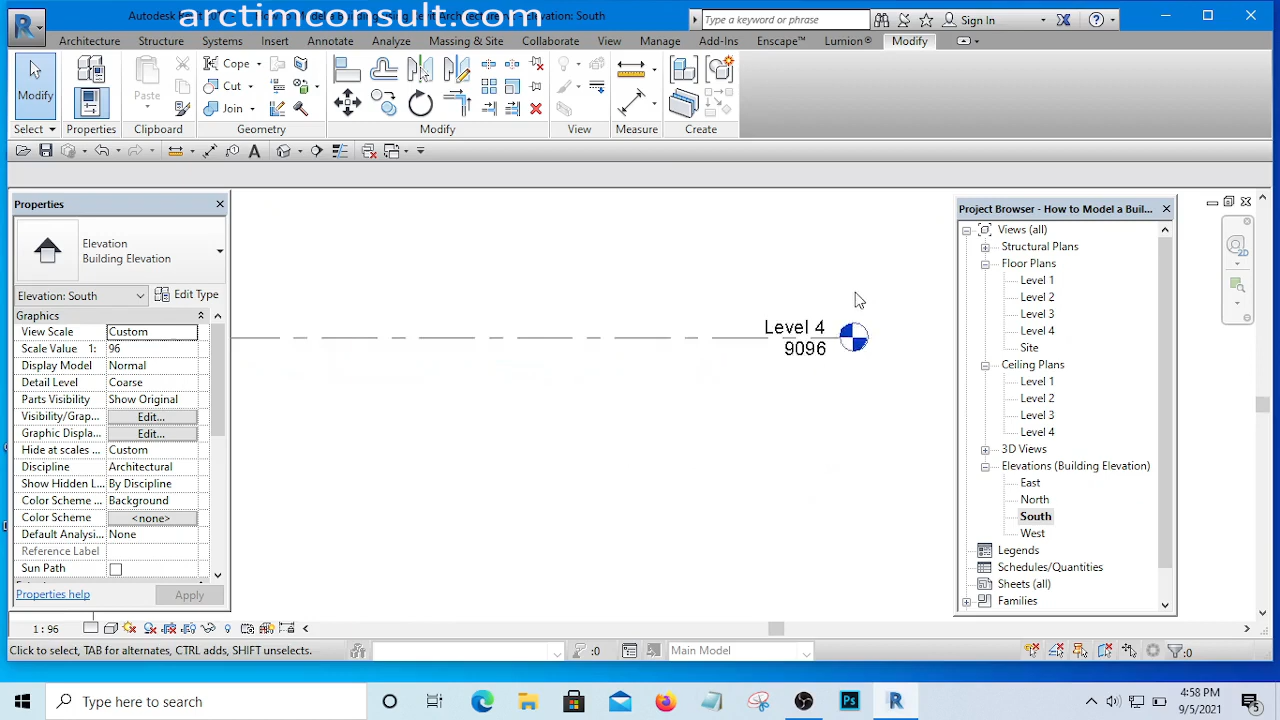 arctimconsult.com
Elevation: South
Type a keyword or phrase
Sign In
Architecture Structure Systems Insert Annotate Analyze Massing & Site Collaborate View Manage Add-Ins Enscape™ Lumion® Modify
Modify
Paste
Cope
Cut
Join
Select Properties Clipboard Geometry Modify View Measure Create
Properties
Elevation
Building Elevation
Elevation: South Edit Type
Graphics
View Scale Custom
Scale Value 1: 96
Display Model Normal
Detail Level Coarse
Parts Visibility Show Original
Visibility/Grap... Edit...
Graphic Displa... Edit...
Hide at scales ... Custom
Discipline Architectural
Show Hidden L... By Discipline
Color Scheme ... Background
Color Scheme <none>
Default Analysi... None
Reference Label
Sun Path
Properties help Apply
Level 4
9096
Project Browser - How to Model a Buil...
Views (all)
Structural Plans
Floor Plans
Level 1
Level 2
Level 3
Level 4
Site
Ceiling Plans
Level 1
Level 2
Level 3
Level 4
3D Views
Elevations (Building Elevation)
East
North
South
West
Legends
Schedules/Quantities
Sheets (all)
Families
2D
1 : 96
Click to select, TAB for alternates, CTRL adds, SHIFT unselects.
:0
Main Model
:0
Type here to search
Ps
R
4:58 PM
9/5/2021
5